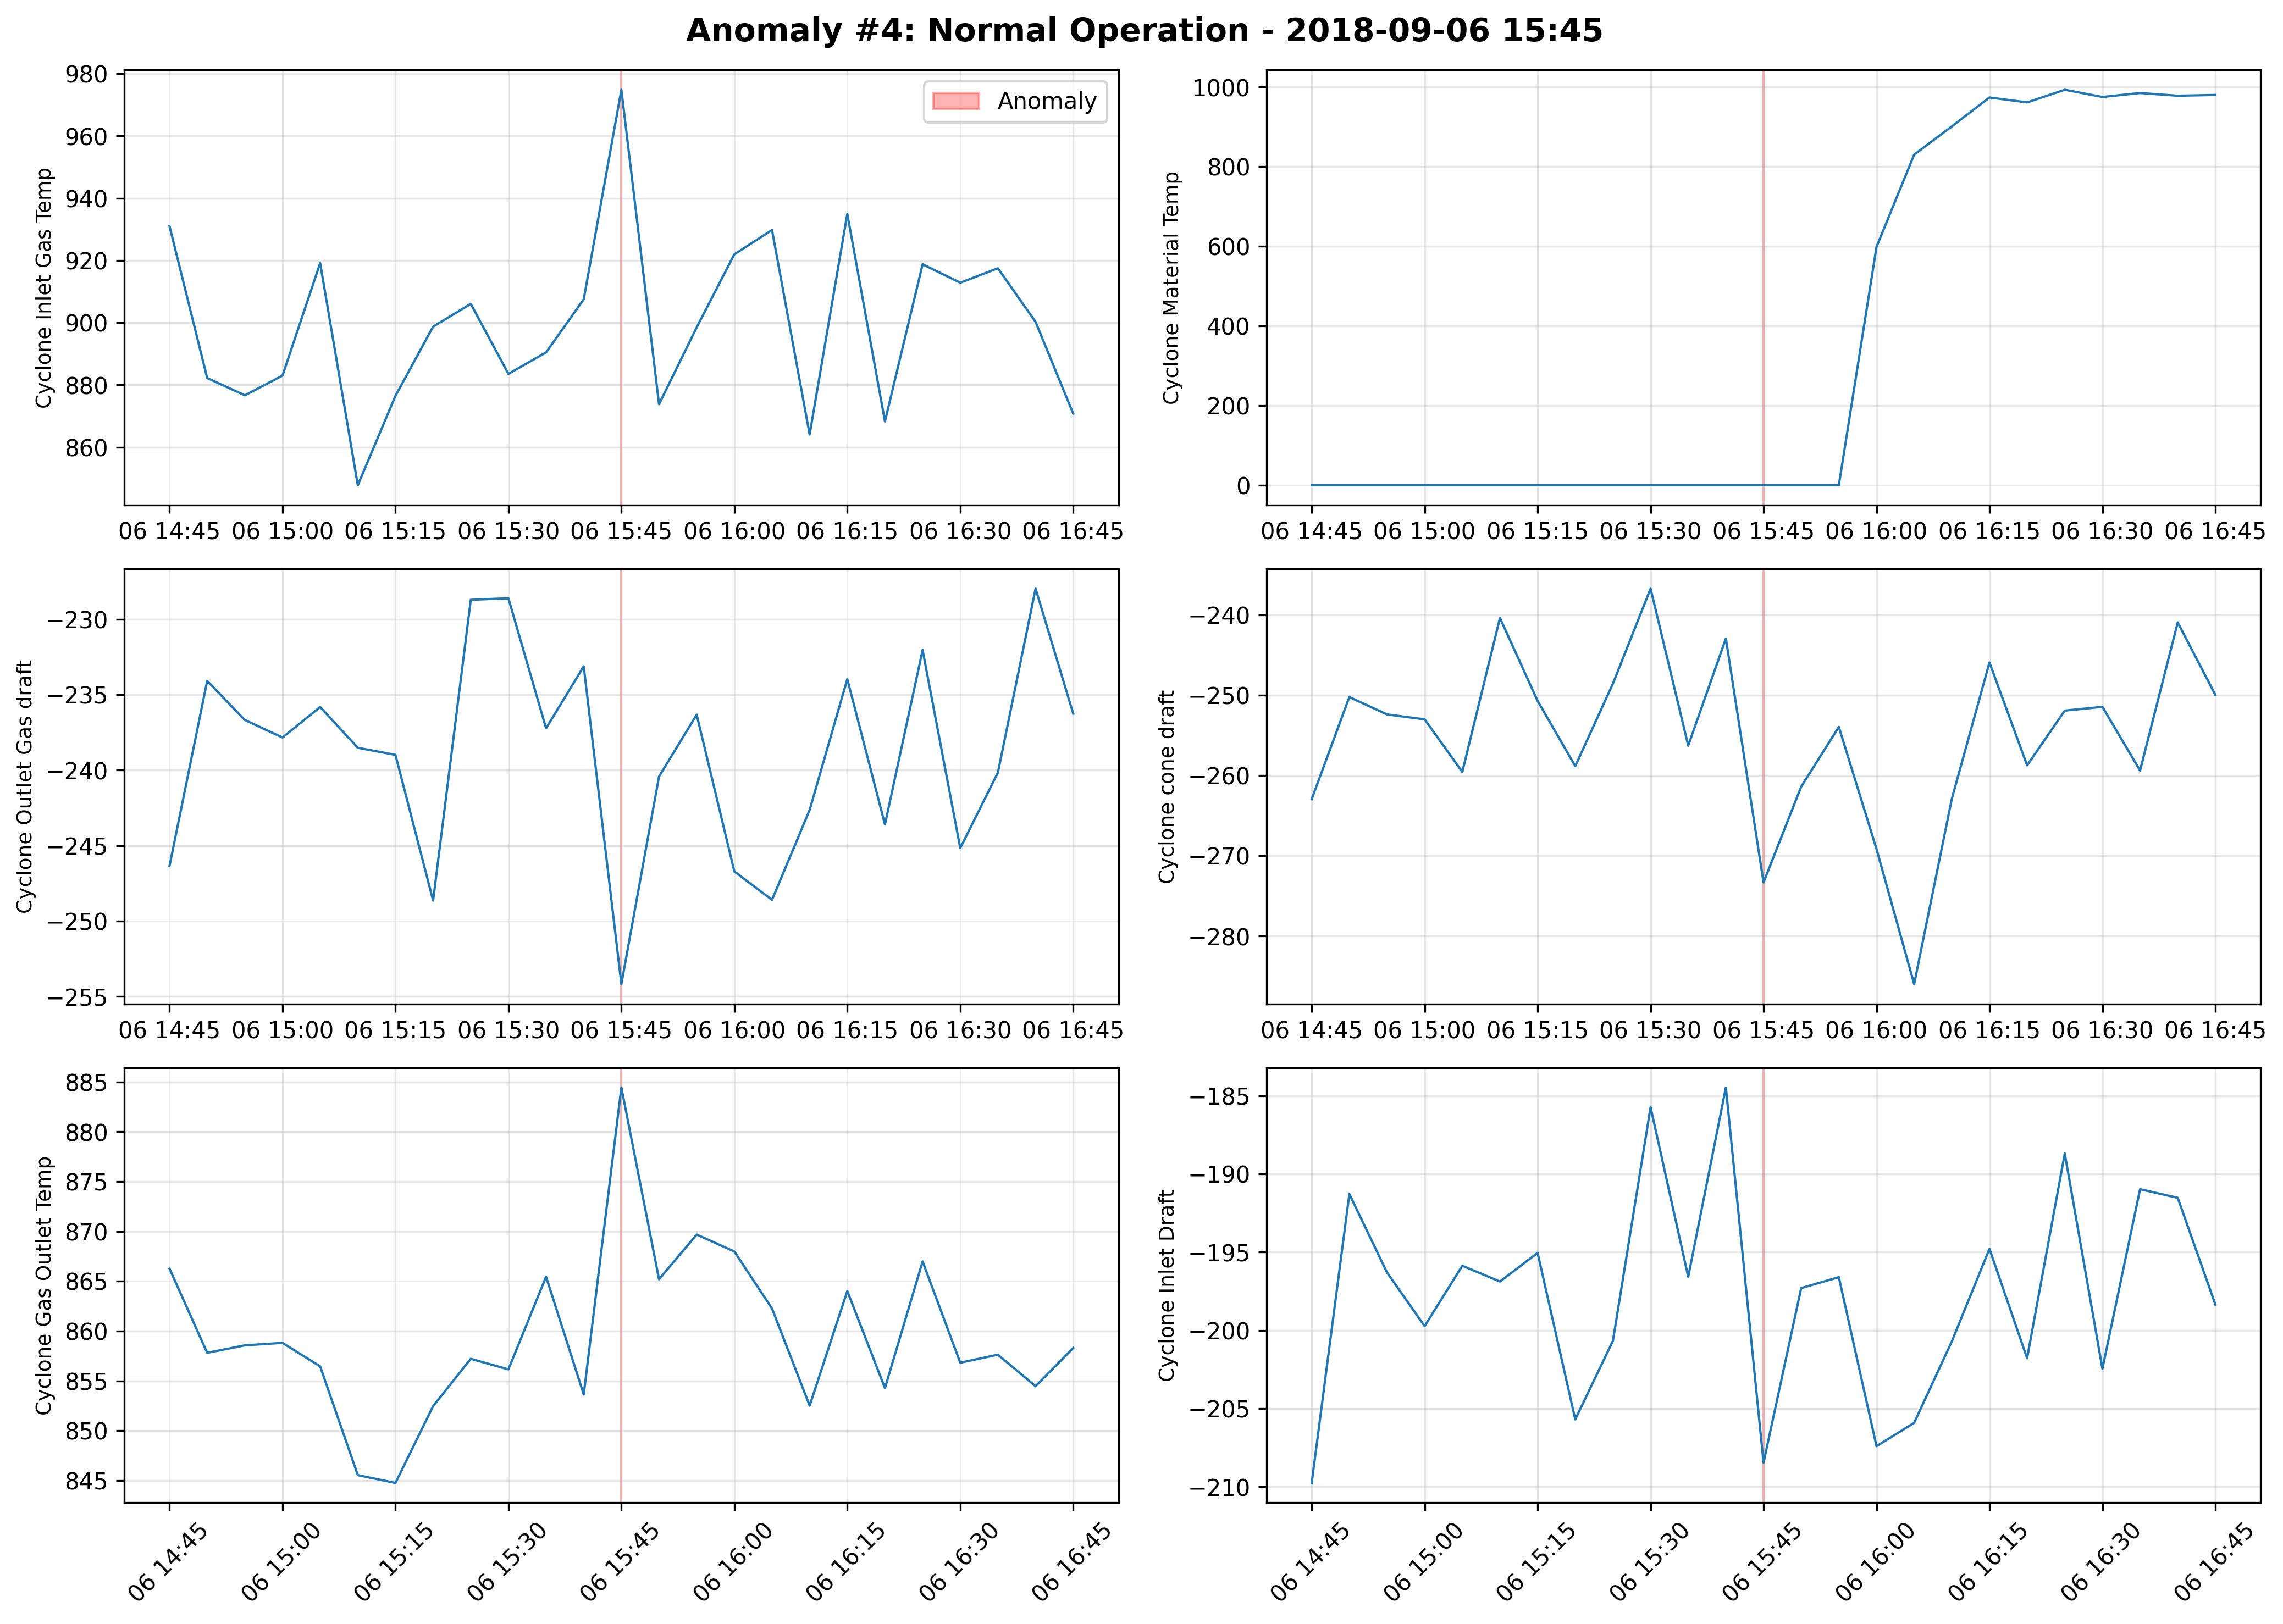 Anomaly #4: Normal Operation - 2018-09-06 15:45
Cyclone Inlet Gas Temp
980
960
940
920
900
880
860
Anomaly
06 14:45 06 15:00 06 15:15 06 15:30 06 15:45 06 16:00 06 16:15 06 16:30 06 16:45
Cyclone Material Temp
1000
800
600
400
200
0
06 14:45 06 15:00 06 15:15 06 15:30 06 15:45 06 16:00 06 16:15 06 16:30 06 16:45
Cyclone Outlet Gas draft
−230
−235
−240
−245
−250
−255
06 14:45 06 15:00 06 15:15 06 15:30 06 15:45 06 16:00 06 16:15 06 16:30 06 16:45
Cyclone cone draft
−240
−250
−260
−270
−280
06 14:45 06 15:00 06 15:15 06 15:30 06 15:45 06 16:00 06 16:15 06 16:30 06 16:45
Cyclone Gas Outlet Temp
885
880
875
870
865
860
855
850
845
06 14:45 06 15:00 06 15:15 06 15:30 06 15:45 06 16:00 06 16:15 06 16:30 06 16:45
Cyclone Inlet Draft
−185
−190
−195
−200
−205
−210
06 14:45 06 15:00 06 15:15 06 15:30 06 15:45 06 16:00 06 16:15 06 16:30 06 16:45